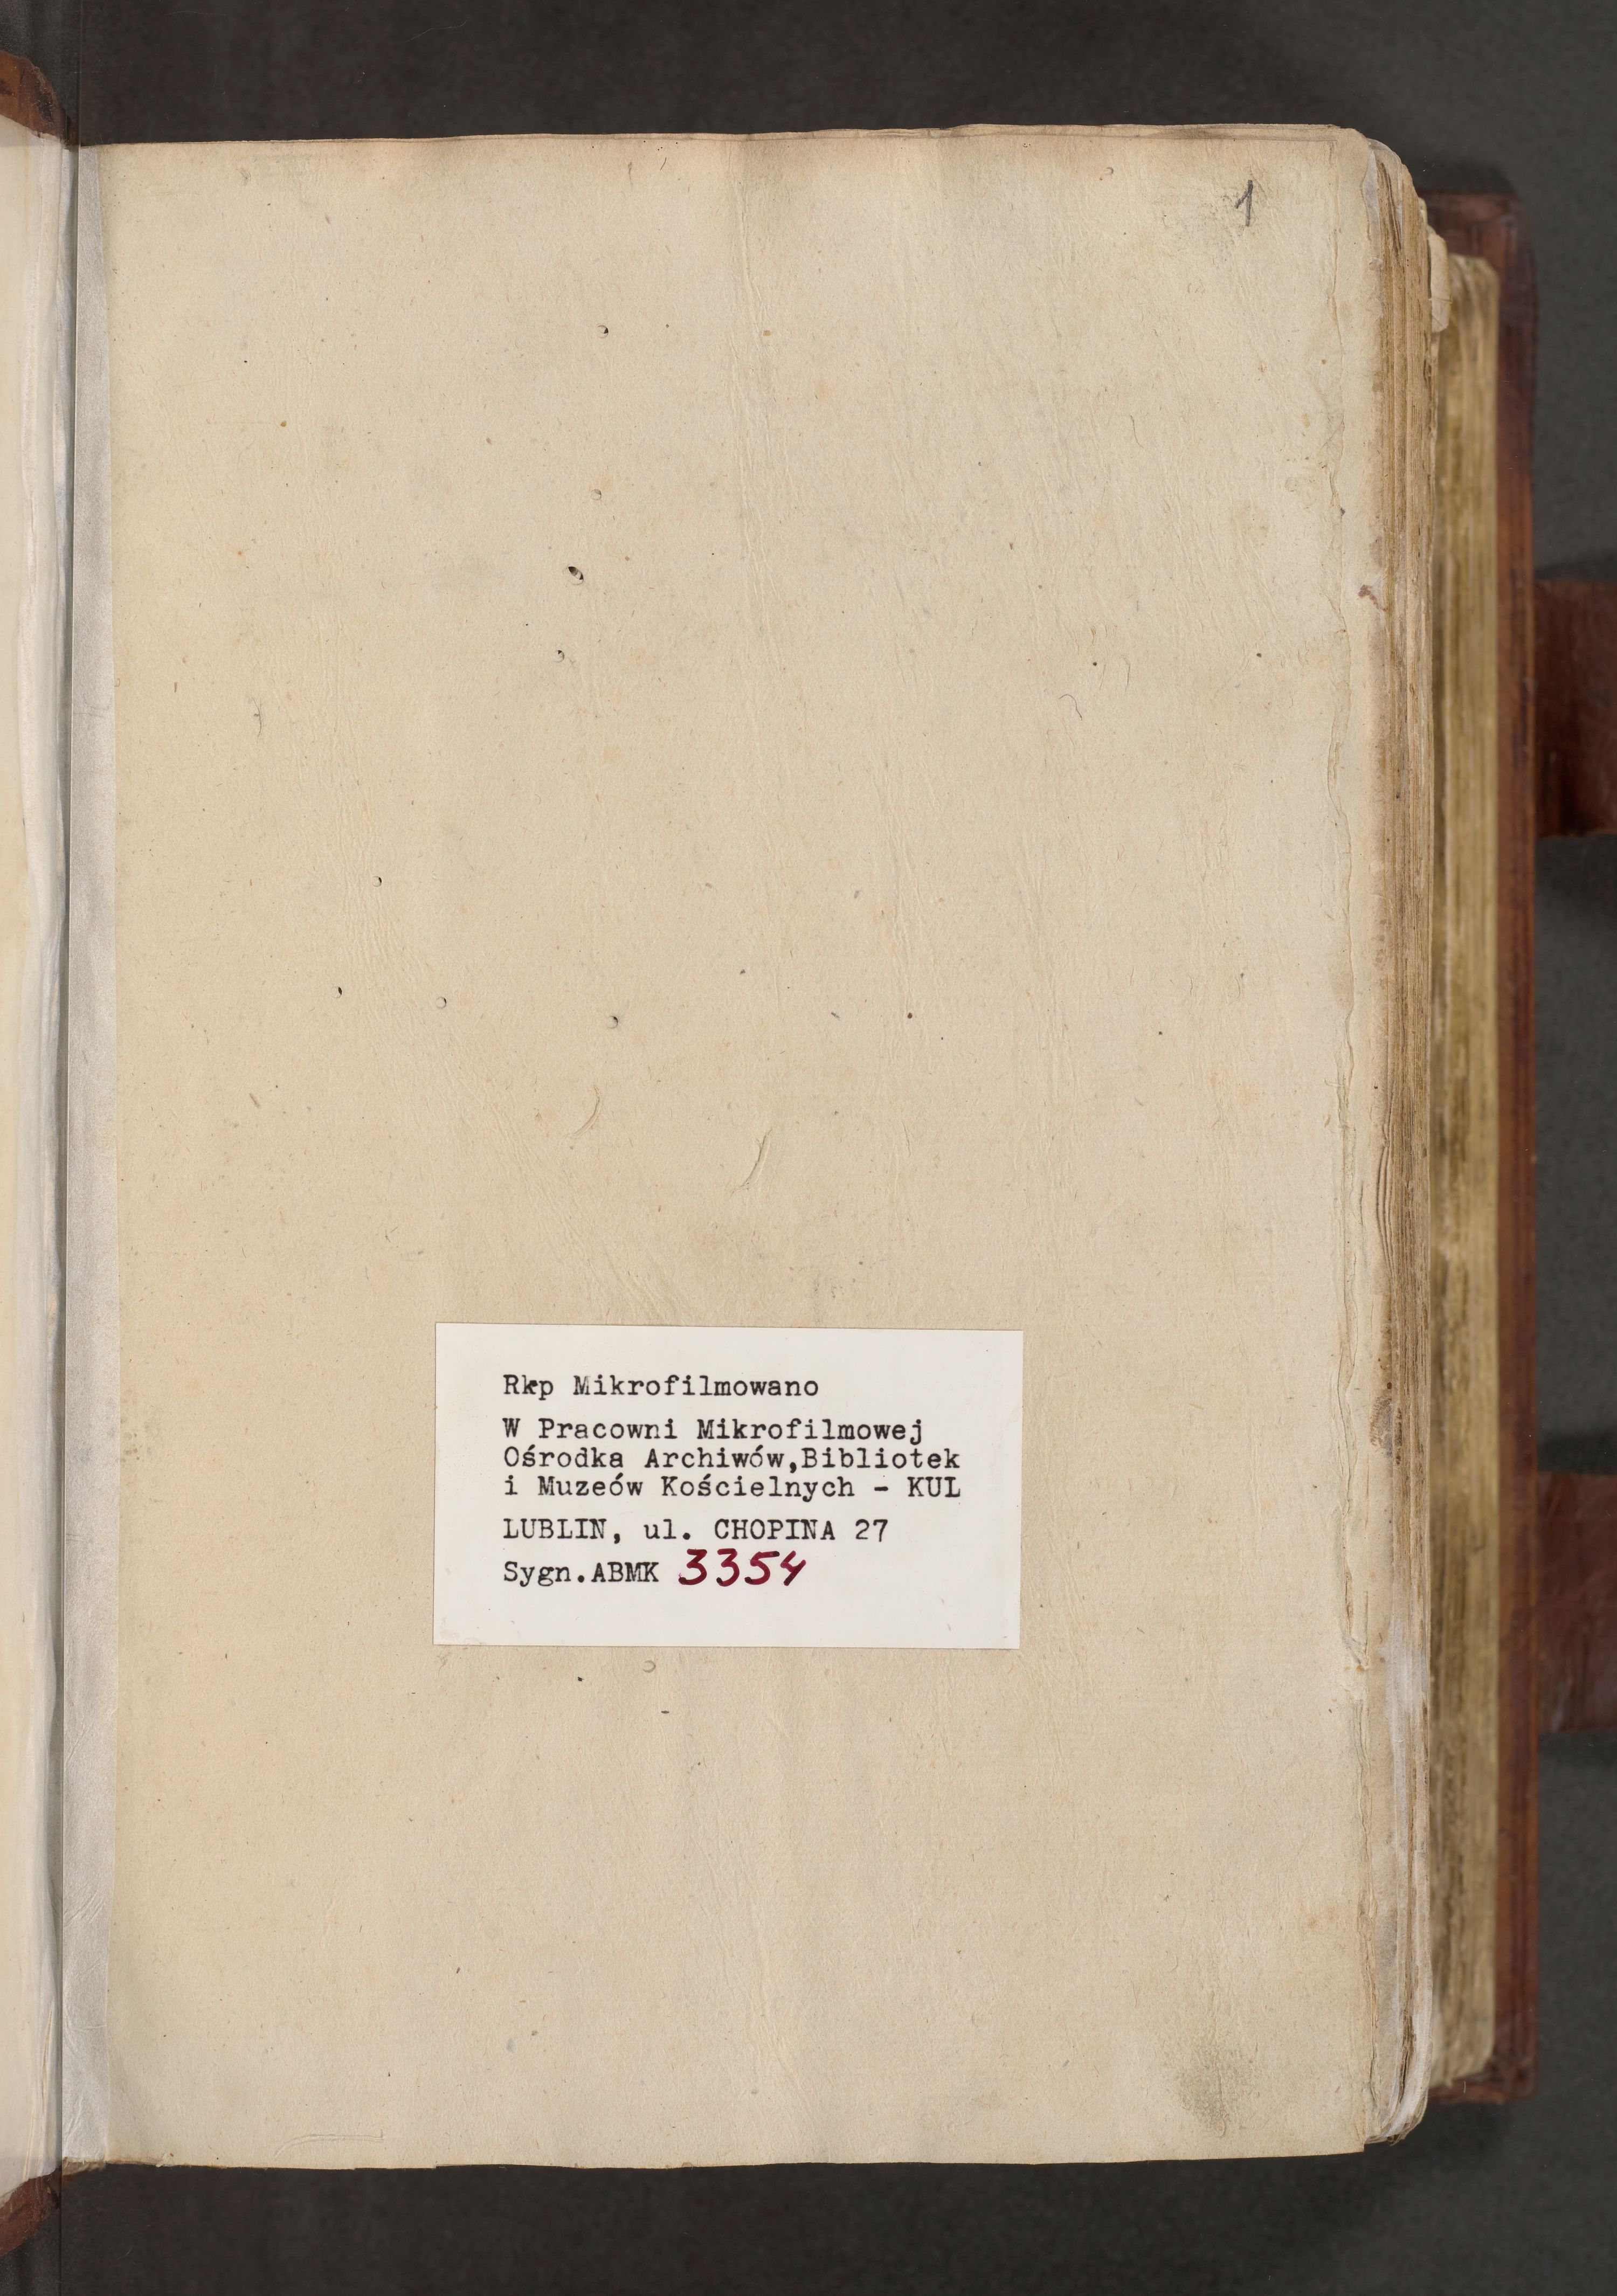 1
Rkp Mikrofilmowano
W Pracowni Mikrofilmowej
Ośrodka Archiwów,Bibliotek
i Muzeów Kościelnych - KUL
LUBLIN, ul. CHOPINA 27
Sygn.ABMK 3354